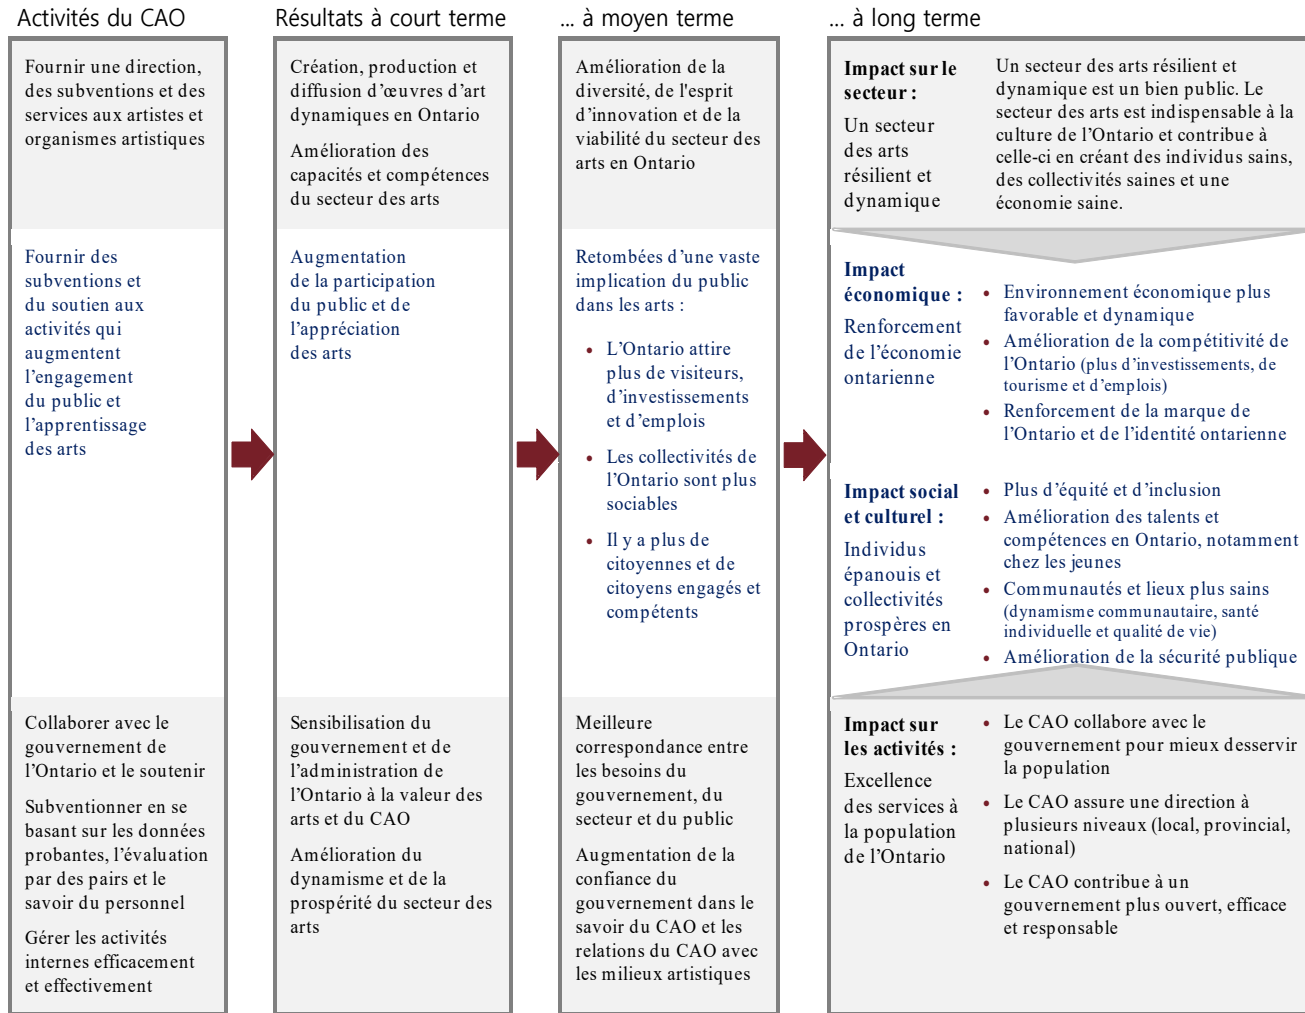 Activités du CAO
Fournir une direction,
des subventions et des
services aux artistes et
organismes artistiques
Fournir des
subventions et
du soutien aux
activités qui
augmentent
l'engagement
du public et
l'apprentissage
des arts
Collaborer avec le
gouvernement de
l'Ontario et le soutenir
Subventionner en se
basant sur les données
probantes, l'évaluation
par des pairs et le
savoir du personnel
Gérer les activités
internes efficacement
et effectivement
Résultats à court terme
Création, production et
diffusion d'œuvres d'art
dynamiques en Ontario
Amélioration des
capacités et compétences
du secteur des arts
Augmentation
de la participation
du public et de
l'appréciation
des arts
Sensibilisation du
gouvernement et de
l'administration de
l'Ontario à la valeur des
arts et du CAO
Amélioration du
dynamisme et de la
prospérité du secteur des
arts
... à moyen terme
Amélioration de la
diversité, de l'esprit
d'innovation et de la
viabilité du secteur des
arts en Ontario
Retombées d'une vaste
implication du public
dans les arts :
• L'Ontario attire
plus de visiteurs,
d'investissements
et d'emplois
• Les collectivités de
l'Ontario sont plus
sociables
• Il y a plus de
citoyennes et de
citoyens engagés et
compétents
Meilleure
correspondance entre
les besoins du
gouvernement, du
secteur et du public
Augmentation de la
confiance du
gouvernement dans le
savoir du CAO et les
relations du CAO avec
les milieux artistiques
... à long terme
Impact sur le
secteur :
Un secteur
des arts
résilient et
dynamique
Un secteur des arts résilient et
dynamique est un bien public. Le
secteur des arts est indispensable à la
culture de l'Ontario et contribue à
celle-ci en créant des individus sains,
des collectivités saines et une
économie saine.
Impact
économique :
Renforcement
de l'économie
ontarienne
• Environnement économique plus
favorable et dynamique
• Amélioration de la compétitivité de
l'Ontario (plus d'investissements, de
tourisme et d'emplois)
• Renforcement de la marque de
l'Ontario et de l'identité ontarienne
Impact social
et culturel :
Individus
épanouis et
collectivités
prospères en
Ontario
• Plus d'équité et d'inclusion
• Amélioration des talents et
compétences en Ontario, notamment
chez les jeunes
• Communautés et lieux plus sains
(dynamisme communautaire, santé
individuelle et qualité de vie)
• Amélioration de la sécurité publique
Impact sur
les activités :
Excellence
des services à
la population
de l'Ontario
• Le CAO collabore avec le
gouvernement pour mieux desservir
la population
• Le CAO assure une direction à
plusieurs niveaux (local, provincial,
national)
• Le CAO contribue à un
gouvernement plus ouvert, efficace
et responsable